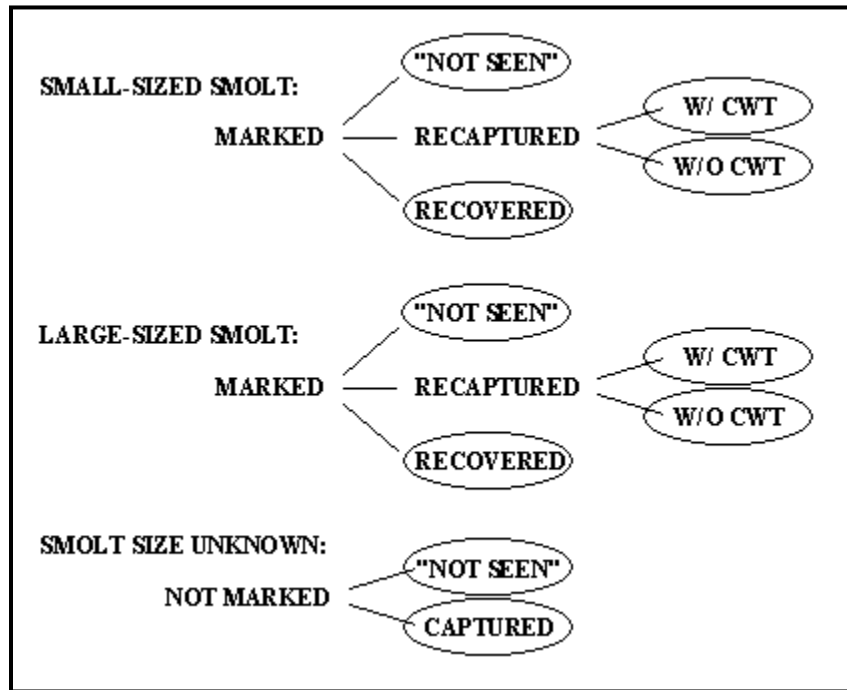 "NOT SEEN"
SMALL-SIZED SMOLT:
W/ CWT
MARKED
RECAPTURED
W/O CWT
RECOVERED
"NOT SEEN"
LARGE-SIZED SMOLT:
W/ CWT
MARKED
RECAPTURED
W/O CWT
RECOVERED
SMOLT SIZE UNKNOWN:
"NOT SEEN"
NOT MARKED
CAPTURED